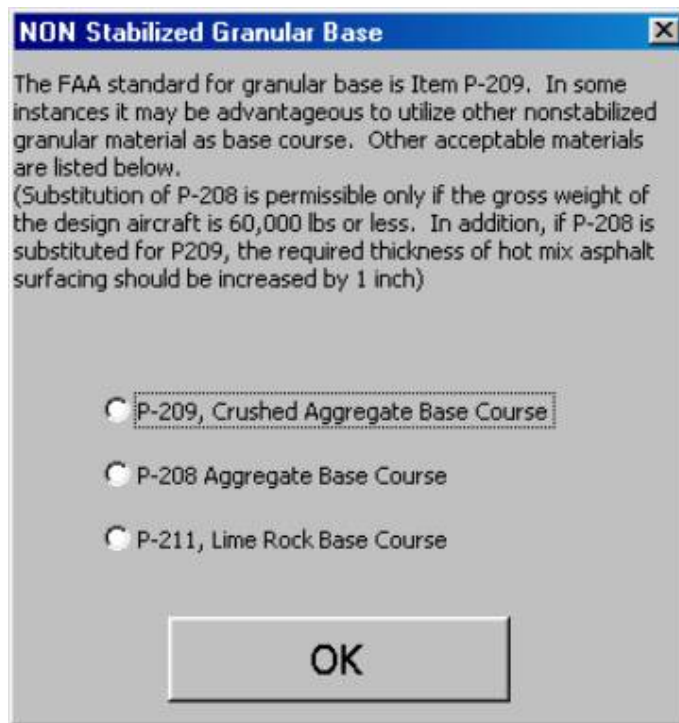 NON Stabilized Granular Base
The FAA standard for granular base is Item P-209. In some
instances it may be advantageous to utilize other nonstabilized
granular material as base course. Other acceptable materials
are listed below.
(Substitution of P-208 is permissible only if the gross weight of
the design aircraft is 60,000 lbs or less. In addition, if P-208 is
substituted for P209, the required thickness of hot mix asphalt
surfacing should be increased by 1 inch)
P-209, Crushed Aggregate Base Course
P-208 Aggregate Base Course
P-211, Lime Rock Base Course
OK